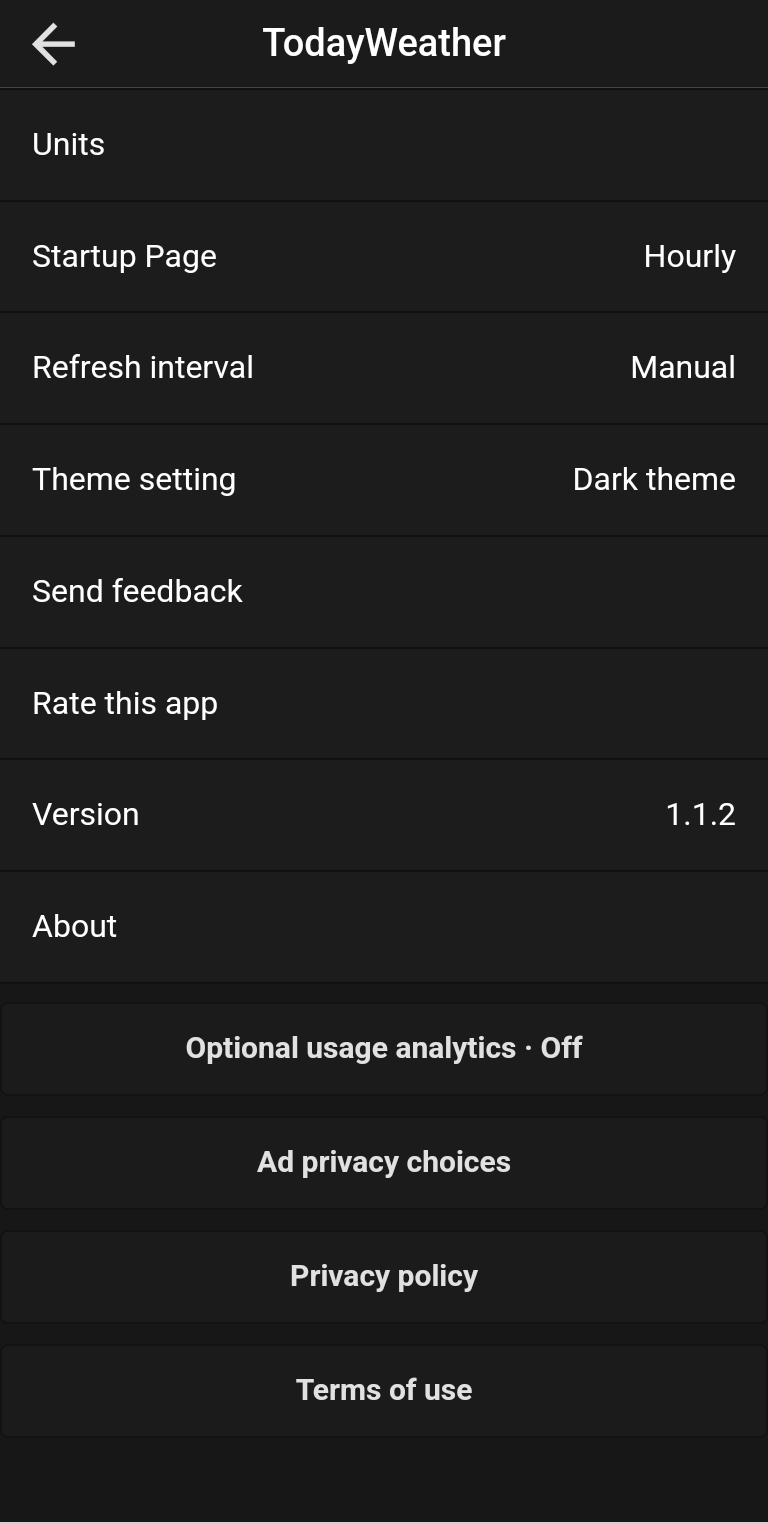 TodayWeather
Units
Startup Page Hourly
Refresh interval Manual
Theme setting Dark theme
Send feedback
Rate this app
Version 1.1.2
About
Optional usage analytics · Off
Ad privacy choices
Privacy policy
Terms of use